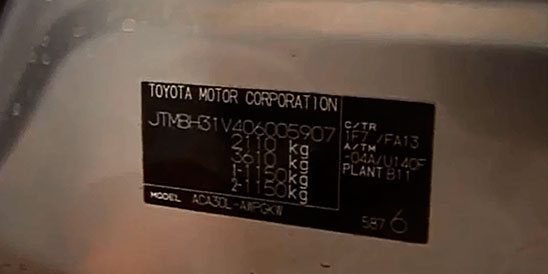 TOYOTA MOTOR CORPORATION
JTMBH31V406005907
2110 kg
3610 kg
1-1150kg
2-1150kg
MODEL ACA30L-AWPGKW
C/TR
1F7 /FA13
A/TM
-04A/U140F
PLANT B11
587 6